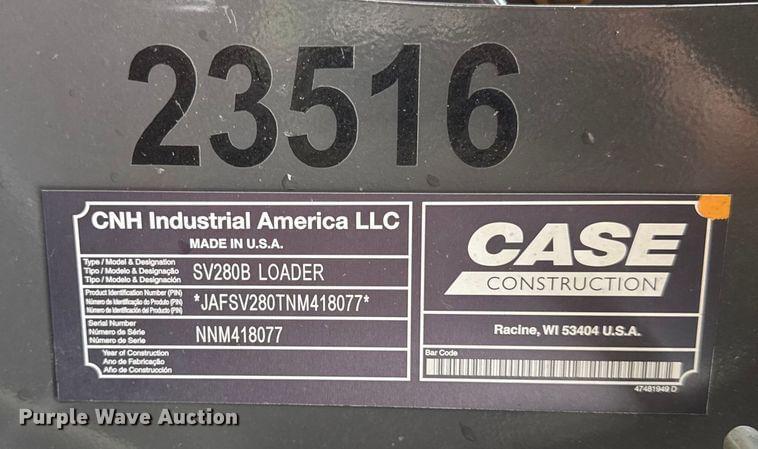 23516
CNH Industrial America LLC
MADE IN U.S.A.
Type / Model & Designation
Tipo / Modelo & Designação
Tipo / Modelo & Designación
SV280B LOADER
Product Identification Number (PIN)
Número de Identificação do Produto (PIN)
Número de Identificación del Producto (PIN)
*JAFSV280TNM418077*
Serial Number
Número de Série
Número de Serie
NNM418077
Year of Construction
Ano de Fabricação
Año de Construcción
CASE
CONSTRUCTION
Racine, WI 53404 U.S.A.
Bar Code
47481949 D
Purple Wave Auction